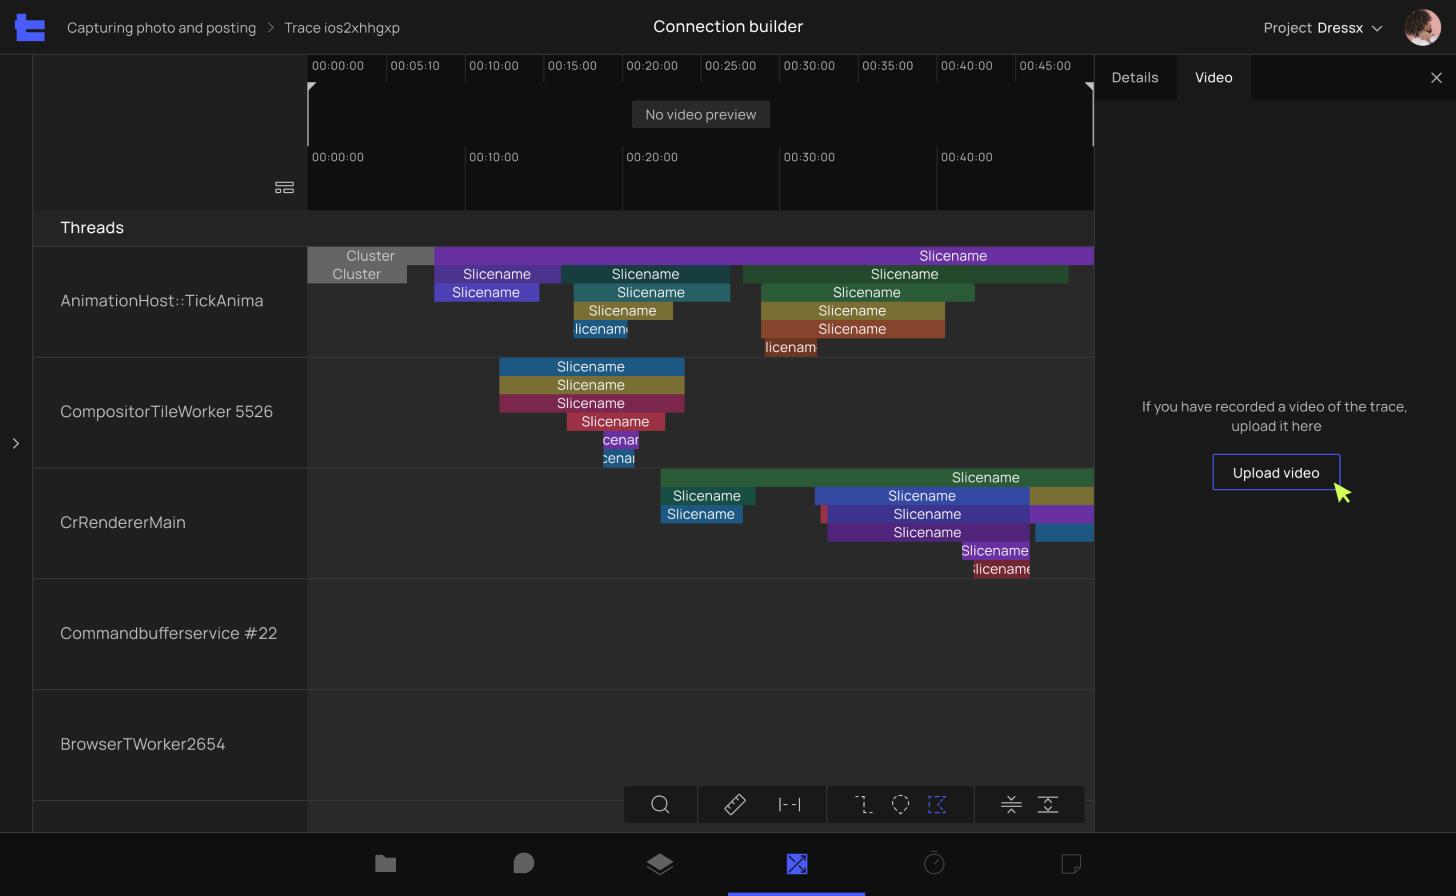 Capturing photo and posting > Trace ios2xhhgxp
Connection builder
Project Dressx
00:00:00 00:05:10 00:10:00 00:15:00 00:20:00 00:25:00 00:30:00 00:35:00 00:40:00 00:45:00
Details Video
No video preview
00:00:00 00:10:00 00:20:00 00:30:00 00:40:00
Threads
Cluster Slicename
Cluster Slicename Slicename Slicename
AnimationHost::TickAnima
Slicename Slicename Slicename
Slicename Slicename
licenam Slicename
licenam
Slicename
Slicename
CompositorTileWorker 5526
Slicename
Slicename
cenar
cenai
Slicename
Slicename Slicename
CrRendererMain
Slicename Slicename
Slicename
Slicename
licename
Commandbufferservice #22
BrowserTWorker2654
If you have recorded a video of the trace,
upload it here
Upload video